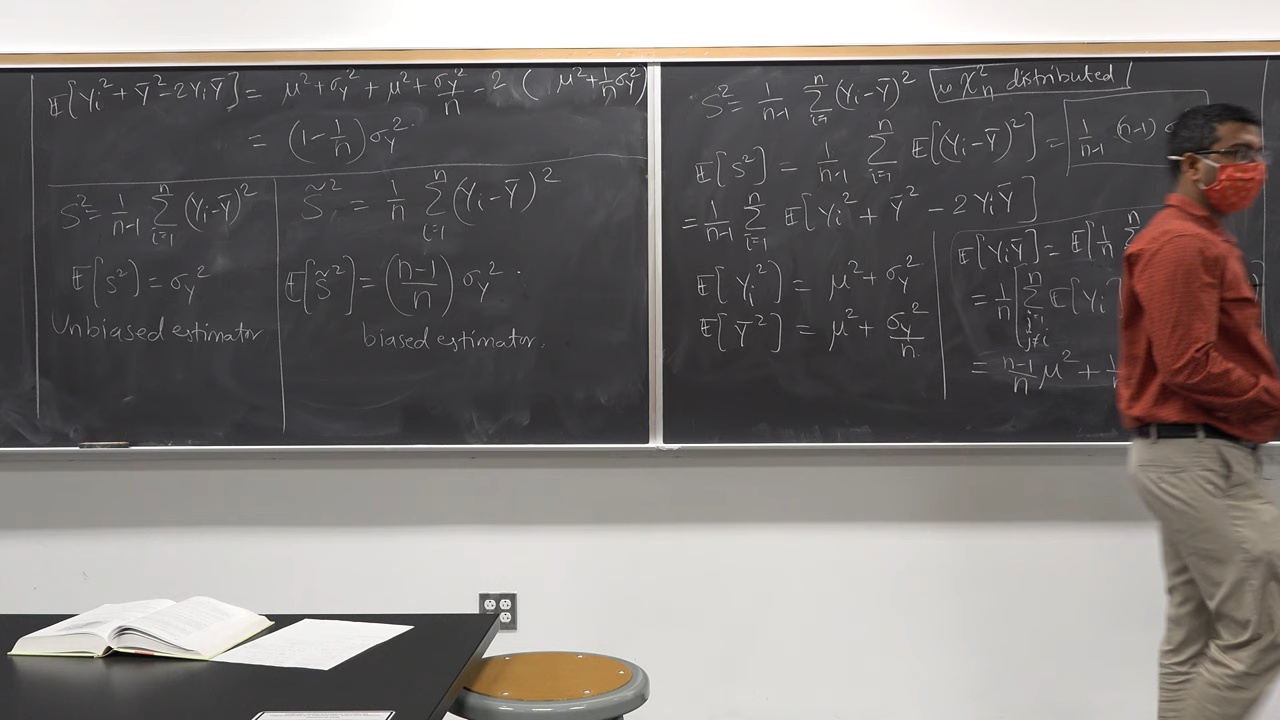 E[Yᵢ² + Ȳ² - 2YᵢȲ] = μ² + σ_Y² + μ² + σ_Y²/n - 2 ( μ² + 1/n σ_Y²)
= (1 - 1/n) σ_Y².
S² = 1/(n-1) Σ_{i=1}^{n} (Yᵢ - Ȳ)²
E[S²] = σ_Y²
Unbiased estimator
S̃² = 1/n Σ_{i=1}^{n} (Yᵢ - Ȳ)²
E[S̃²] = ((n-1)/n) σ_Y².
biased estimator.
S² = 1/(n-1) Σ_{i=1}^{n} (Yᵢ - Ȳ)² is χ²_n distributed
E[S²] = 1/(n-1) Σ_{i=1}^{n} E[(Yᵢ - Ȳ)²] = 1/(n-1) (n-1) σ
= 1/(n-1) Σ_{i=1}^{n} E[Yᵢ² + Ȳ² - 2YᵢȲ]
E[Yᵢ²] = μ² + σ_Y²
E[Ȳ²] = μ² + σ_Y²/n.
E[YᵢȲ] = E[1/n Σ^{n}
= 1/n [Σ_{j=1, j≠i}^{n} E[Yᵢ
= (n-1)/n μ² + 1/n